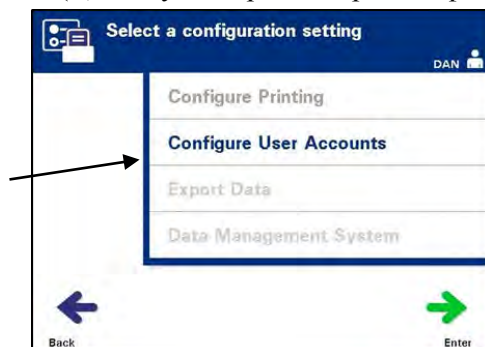 Select a configuration setting
DAN
Configure Printing
Configure User Accounts
Export Data
Data Management System
Back
Enter